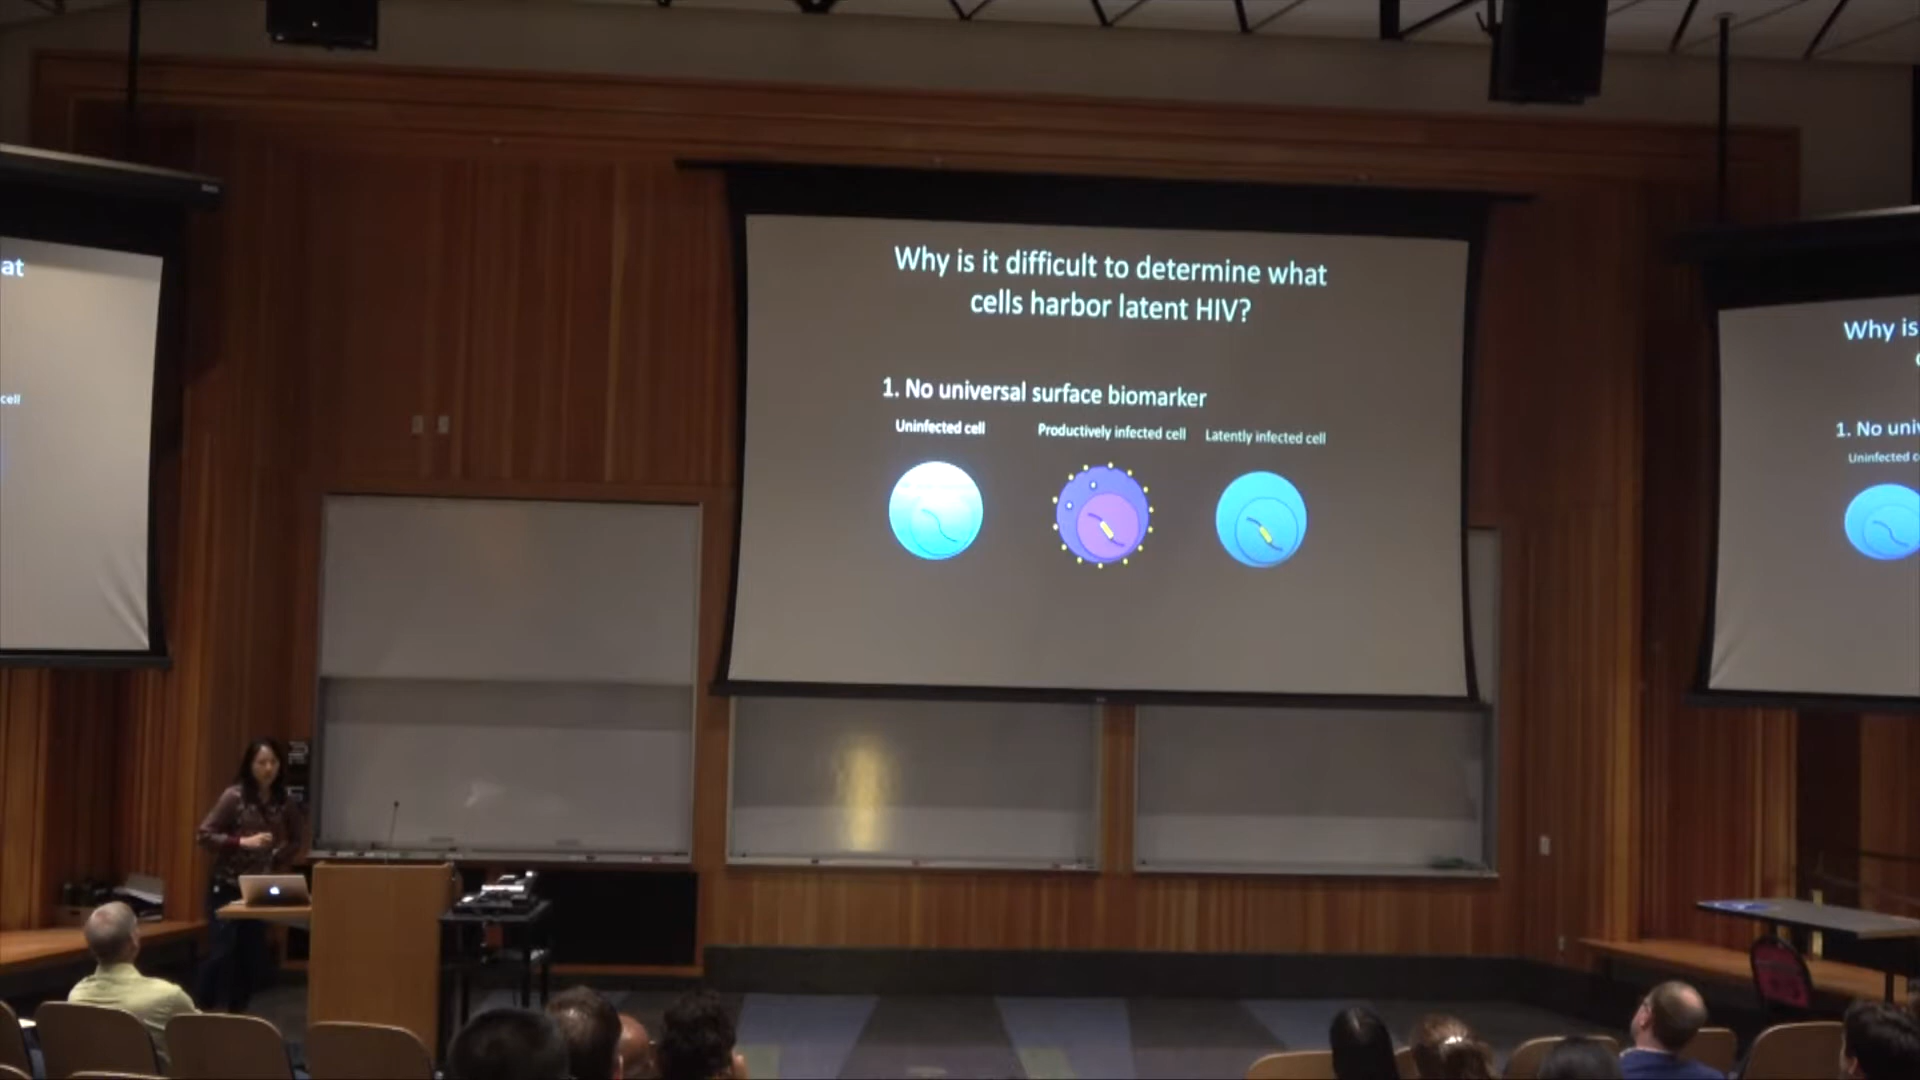 at
cell
Why is it difficult to determine what
cells harbor latent HIV?
1. No universal surface biomarker
Uninfected cell
Productively infected cell
Latently infected cell
Why is
1. No univ
Uninfected c